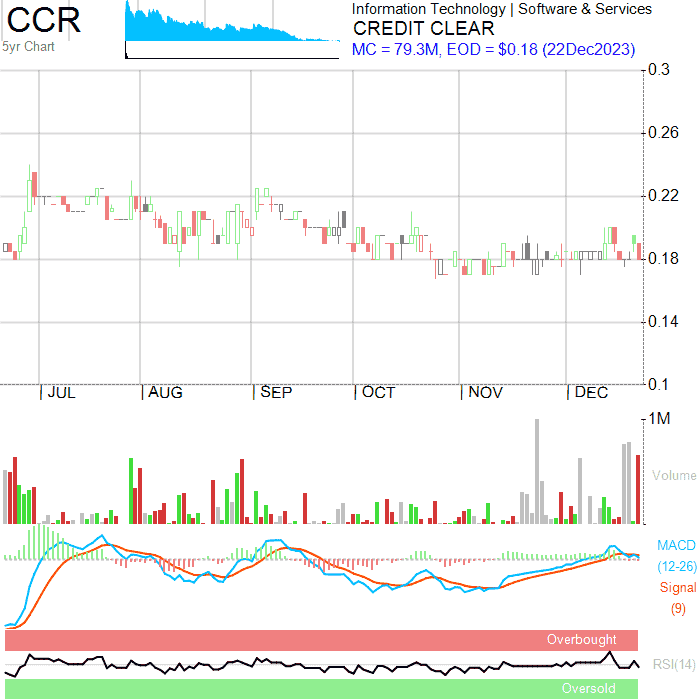 CCR
5yr Chart
Information Technology | Software & Services
CREDIT CLEAR
MC = 79.3M, EOD = $0.18 (22Dec2023)
0.3
0.26
0.22
0.18
0.14
0.1
| JUL | AUG | SEP | OCT | NOV | DEC
1M
Volume
MACD
(12-26)
Signal
(9)
Overbought
RSI(14)
Oversold